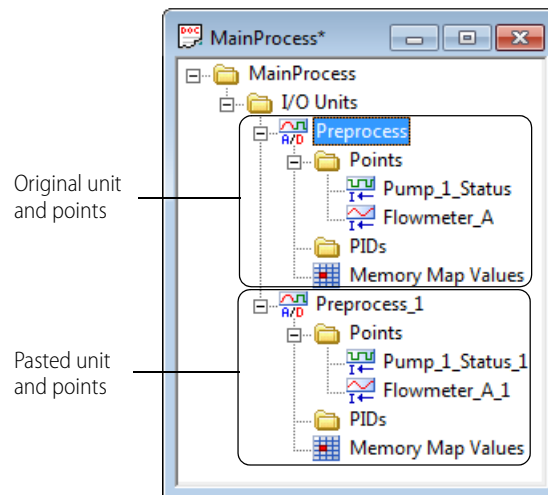 DOC
MainProcess*
MainProcess
I/O Units
A/D Preprocess
Points
I Pump_1_Status
I Flowmeter_A
PIDs
Memory Map Values
Original unit
and points
A/D Preprocess_1
Points
I Pump_1_Status_1
I Flowmeter_A_1
PIDs
Memory Map Values
Pasted unit
and points